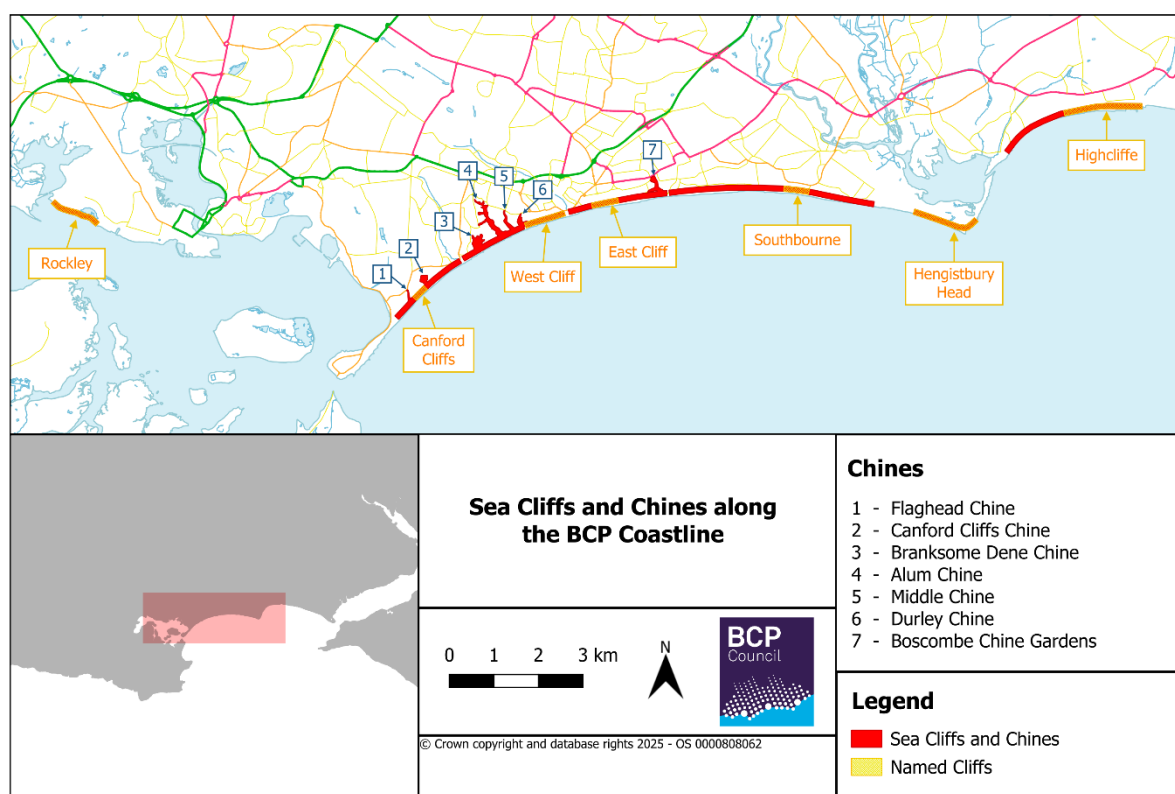 7
Highcliffe
4
5
6
3
Rockley
2
East Cliff
Southbourne
West Cliff
1
Hengistbury
Head
Canford
Cliffs
Sea Cliffs and Chines along
the BCP Coastline
0 1 2 3 km
N
BCP
Council
© Crown copyright and database rights 2025 - OS 0000808062
Chines
1 - Flaghead Chine
2 - Canford Cliffs Chine
3 - Branksome Dene Chine
4 - Alum Chine
5 - Middle Chine
6 - Durley Chine
7 - Boscombe Chine Gardens
Legend
Sea Cliffs and Chines
Named Cliffs